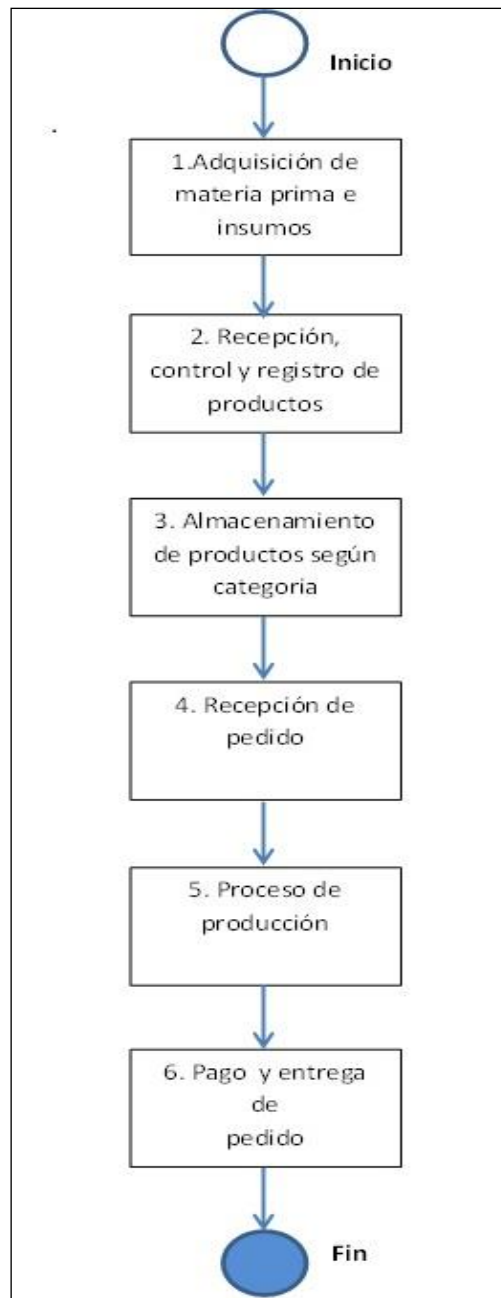 Inicio
1.Adquisición de
materia prima e
insumos
2. Recepción,
control y registro de
productos
3. Almacenamiento
de productos según
categoria
4. Recepción de
pedido
5. Proceso de
producción
6. Pago y entrega
de
pedido
Fin